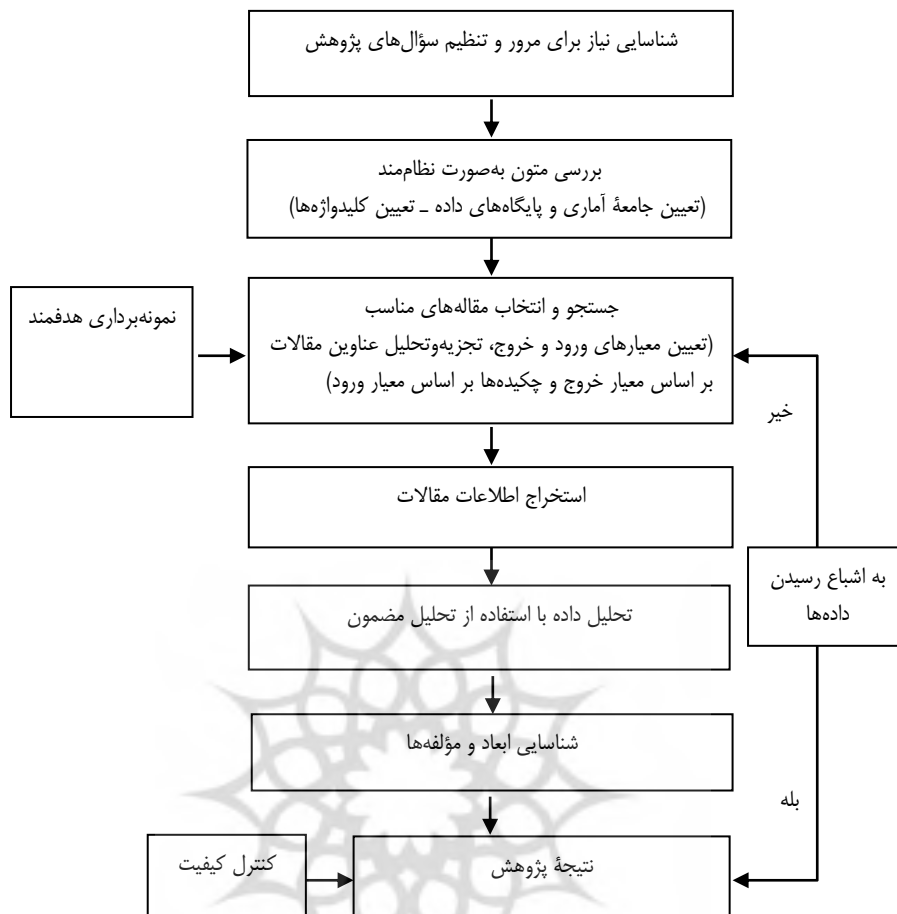 شناسایی نیاز برای مرور و تنظیم سؤال‌های پژوهش
بررسی متون به‌صورت نظام‌مند
(تعیین جامعۀ آماری و پایگاه‌های داده ـ تعیین کلیدواژه‌ها)
جستجو و انتخاب مقاله‌های مناسب
(تعیین معیارهای ورود و خروج، تجزیه‌وتحلیل عناوین مقالات
بر اساس معیار خروج و چکیده‌ها بر اساس معیار ورود)
نمونه‌برداری هدفمند
خیر
استخراج اطلاعات مقالات
به اشباع رسیدن
داده‌ها
تحلیل داده با استفاده از تحلیل مضمون
شناسایی ابعاد و مؤلفه‌ها
بله
نتیجۀ پژوهش
کنترل کیفیت